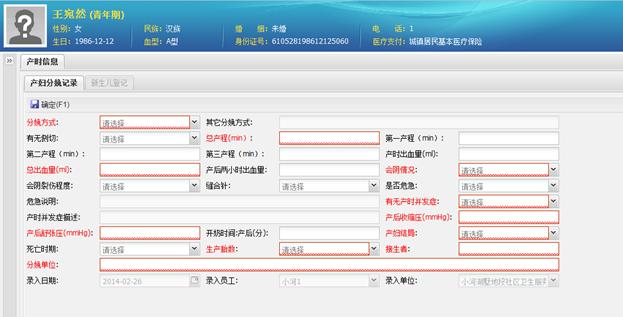 王宛然 (青年期)
性别: 女 民族: 汉族 婚 姻: 未婚 电 话: 1
生日: 1986-12-12 血型: A型 身份证号: 610528198612125060 医疗支付: 城镇居民基本医疗保险
产时信息
产妇分娩记录 新生儿登记
确定(F1)
分娩方式: 请选择 其它分娩方式:
有无侧切: 请选择 总产程(min): 第一产程(min):
第二产程(min): 第三产程(min): 产时出血量(ml):
总出血量(ml): 产后两小时出血量: 会阴情况: 请选择
会阴裂伤程度: 请选择 缝合针: 请选择 是否危急: 请选择
危急说明: 有无产时并发症: 请选择
产时并发症描述: 产后收缩压(mmHg):
产后舒张压(mmHg): 开奶时间:产后(分): 产妇结局: 请选择
死亡时期: 请选择 生产胎数: 请选择 接生者: 请选择
分娩单位:
录入日期: 2014-02-26 录入员工: 小河1 录入单位: 小河湖墅地坨社区卫生服务